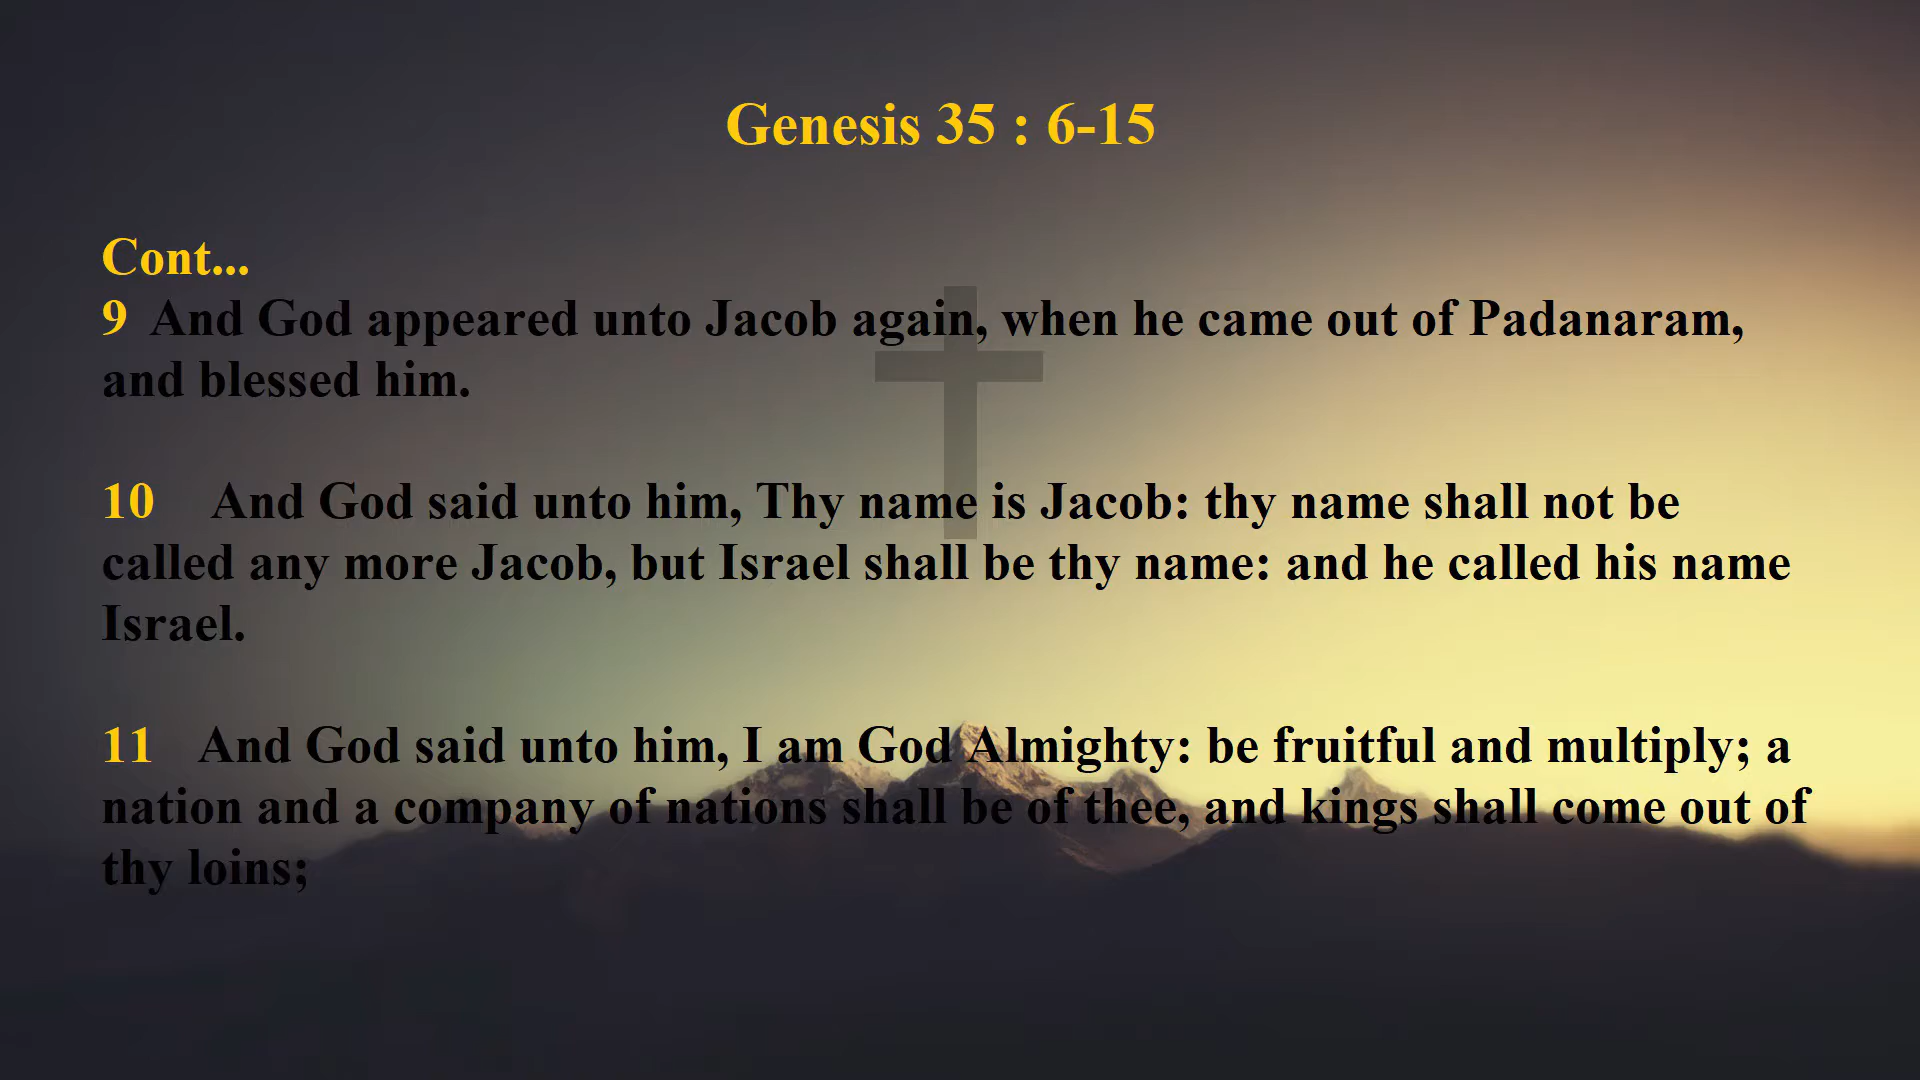 Genesis 35 : 6-15
Cont...
9 And God appeared unto Jacob again, when he came out of Padanaram,
and blessed him.
10 And God said unto him, Thy name is Jacob: thy name shall not be
called any more Jacob, but Israel shall be thy name: and he called his name
Israel.
11 And God said unto him, I am God Almighty: be fruitful and multiply; a
nation and a company of nations shall be of thee, and kings shall come out of
thy loins;